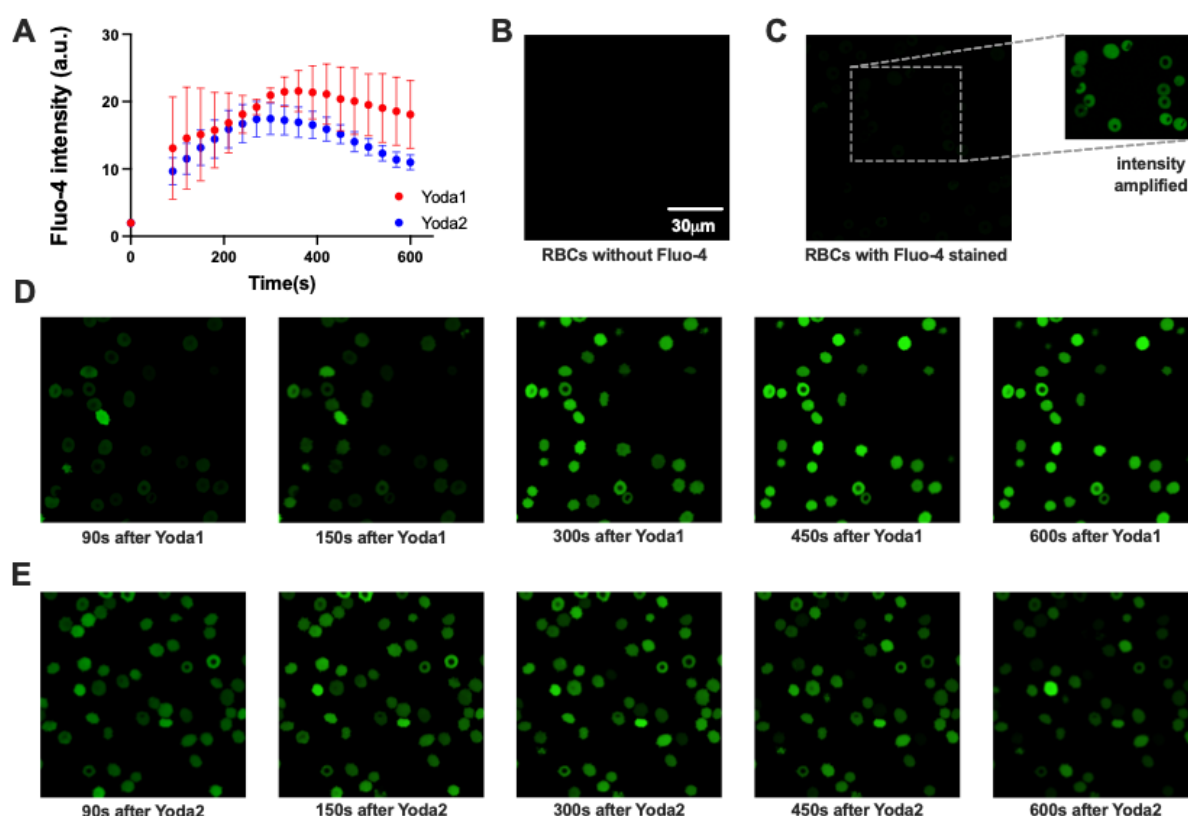 A
Fluo-4 intensity (a.u.)
30
20
10
0
0 200 400 600
Time(s)
Yoda1
Yoda2
B
30μm
RBCs without Fluo-4
C
RBCs with Fluo-4 stained
intensity
amplified
D
90s after Yoda1
150s after Yoda1
300s after Yoda1
450s after Yoda1
600s after Yoda1
E
90s after Yoda2
150s after Yoda2
300s after Yoda2
450s after Yoda2
600s after Yoda2